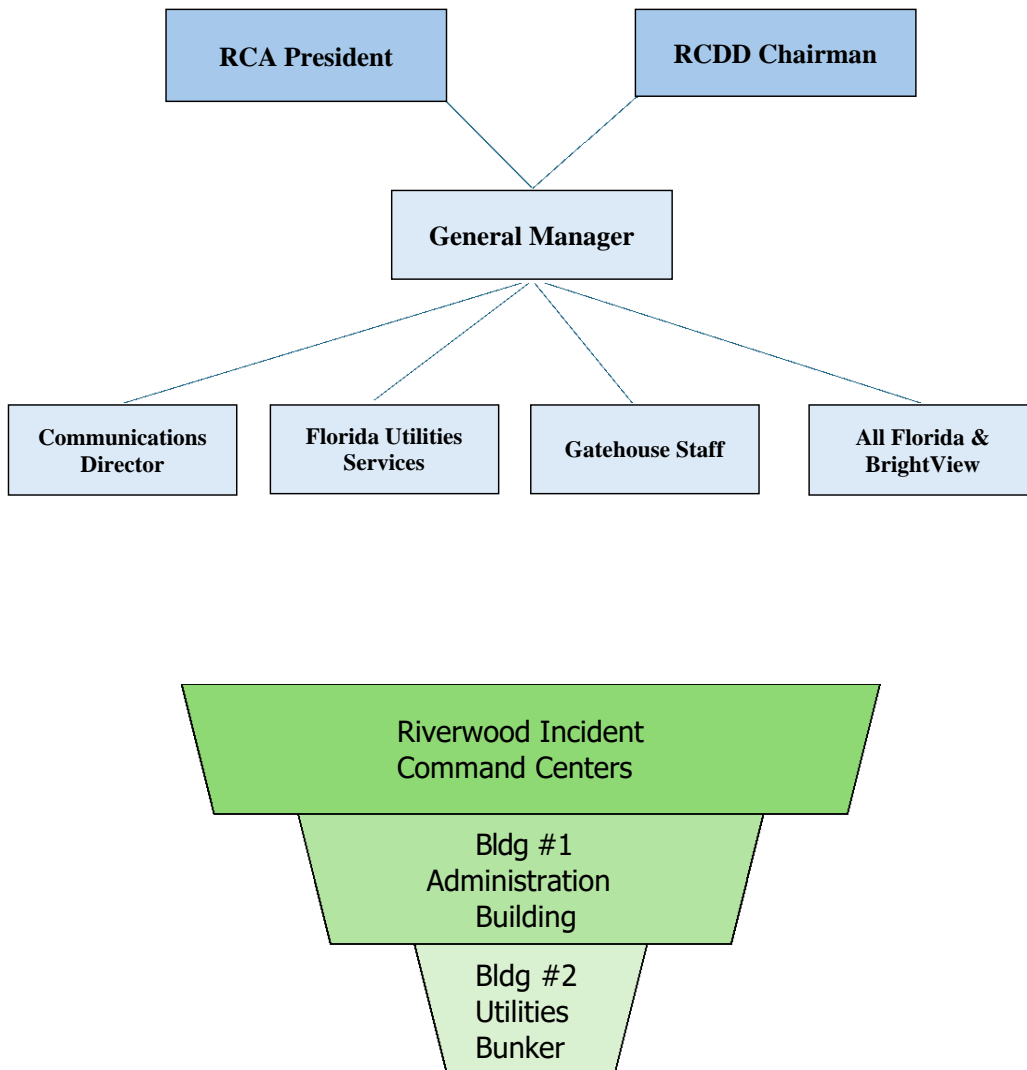 RCA President
RCDD Chairman
General Manager
Communications
Director
Florida Utilities
Services
Gatehouse Staff
All Florida &
BrightView
Riverwood Incident
Command Centers
Bldg #1
Administration
Building
Bldg #2
Utilities
Bunker